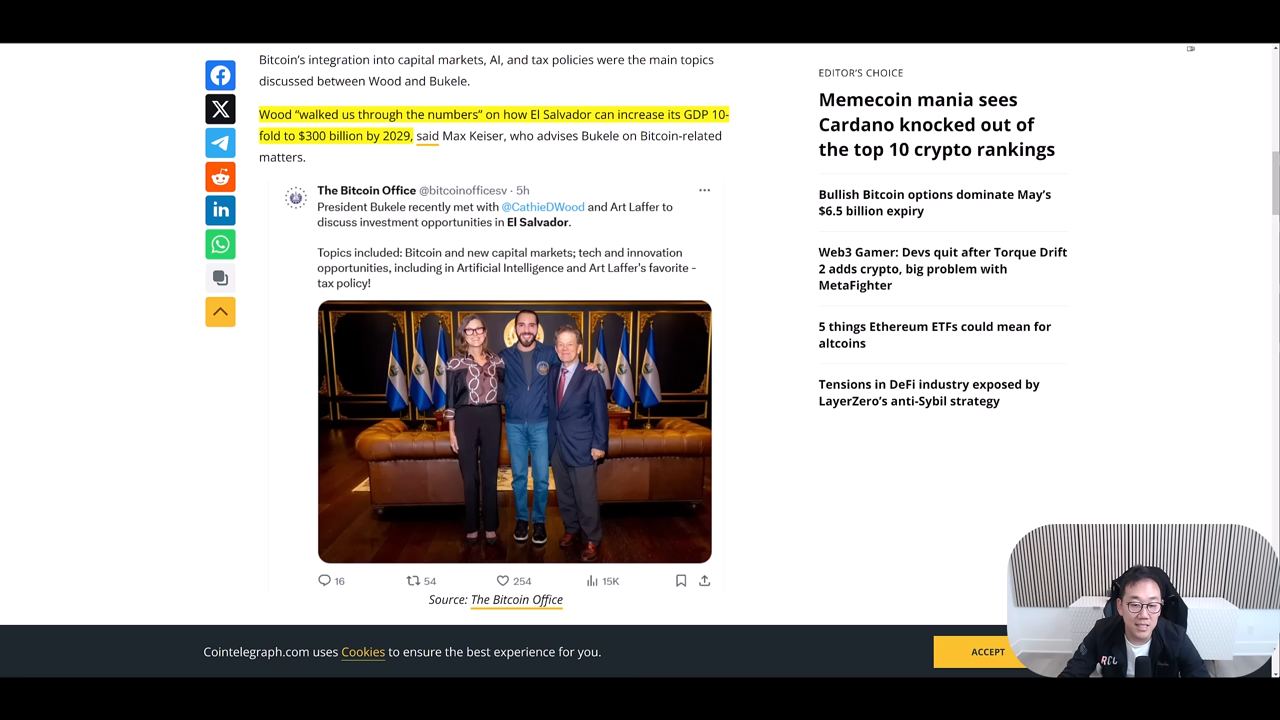 Bitcoin’s integration into capital markets, AI, and tax policies were the main topics
discussed between Wood and Bukele.
Wood “walked us through the numbers” on how El Salvador can increase its GDP 10-
fold to $300 billion by 2029, said Max Keiser, who advises Bukele on Bitcoin-related
matters.
The Bitcoin Office @bitcoinofficesv · 5h
President Bukele recently met with @CathieDWood and Art Laffer to
discuss investment opportunities in El Salvador.
Topics included: Bitcoin and new capital markets; tech and innovation
opportunities, including in Artificial Intelligence and Art Laffer's favorite -
tax policy!
16 54 254 15K
Source: The Bitcoin Office
EDITOR’S CHOICE
Memecoin mania sees
Cardano knocked out of
the top 10 crypto rankings
Bullish Bitcoin options dominate May’s
$6.5 billion expiry
Web3 Gamer: Devs quit after Torque Drift
2 adds crypto, big problem with
MetaFighter
5 things Ethereum ETFs could mean for
altcoins
Tensions in DeFi industry exposed by
LayerZero’s anti-Sybil strategy
Cointelegraph.com uses Cookies to ensure the best experience for you.
ACCEPT